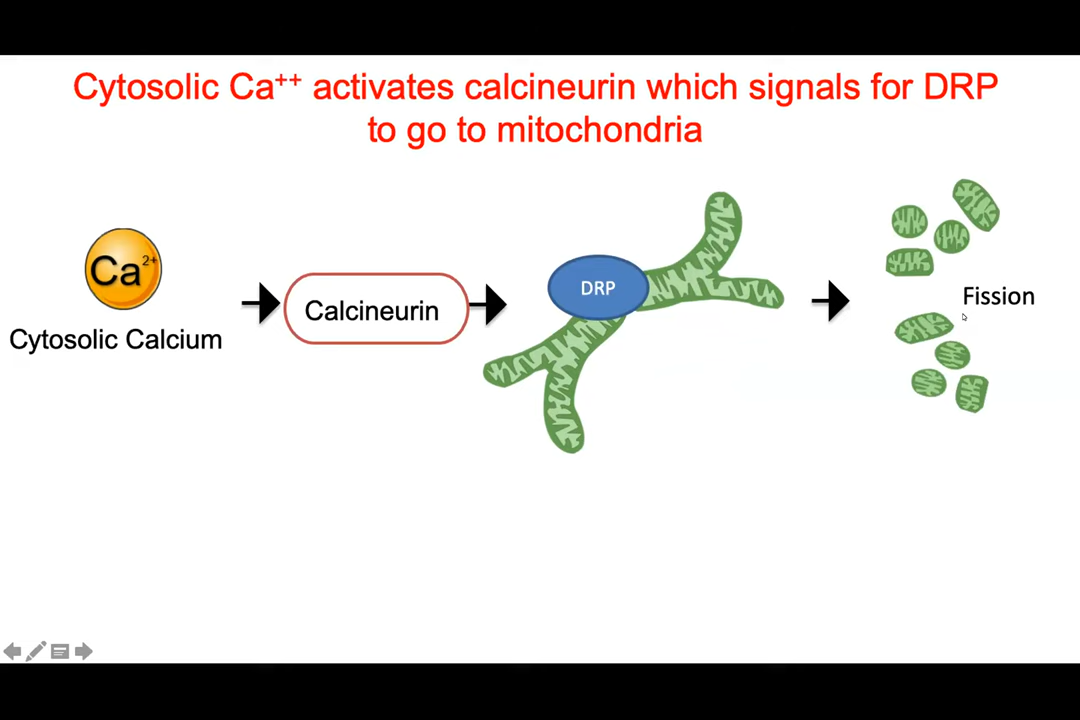 Cytosolic Ca⁺⁺ activates calcineurin which signals for DRP
to go to mitochondria
Ca²⁺
Cytosolic Calcium
Calcineurin
DRP
Fission